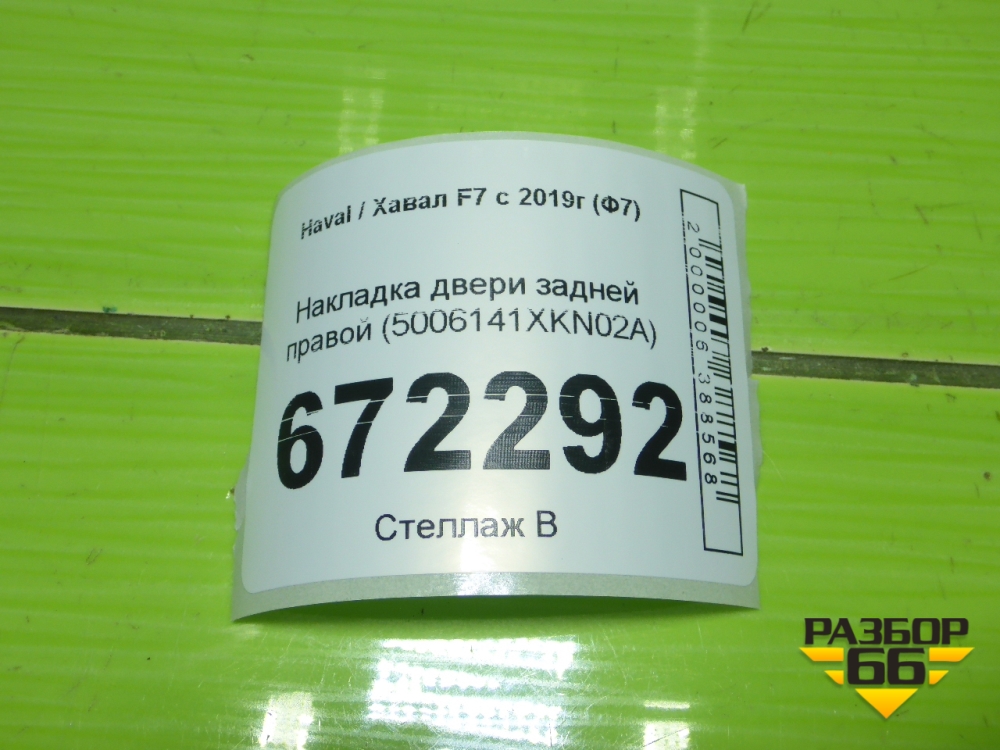 Haval / Хавал F7 с 2019г (Ф7)
Накладка двери задней
правой (5006141XKN02A)
672292
Стеллаж В
2000006388568
РАЗБОР
66